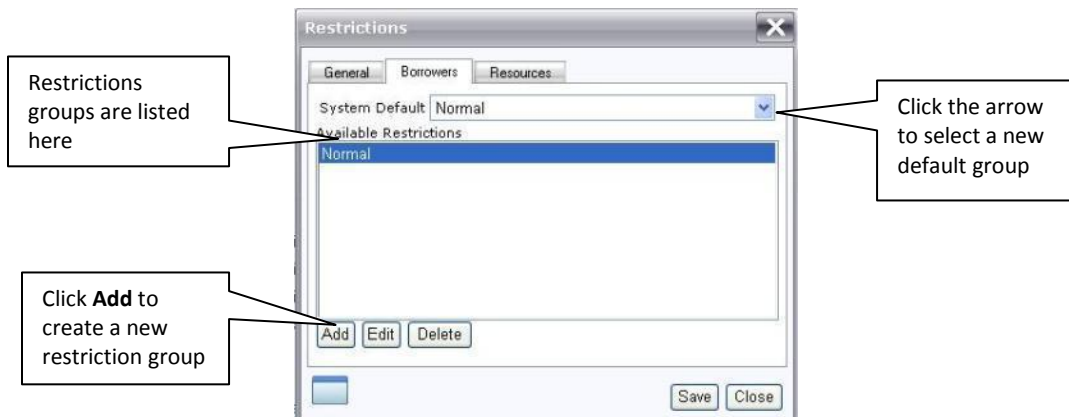 Restrictions
General Borrowers Resources
System Default Normal
Available Restrictions
Normal
Add Edit Delete
Save Close
Restrictions
groups are listed
here
Click the arrow
to select a new
default group
Click Add to
create a new
restriction group